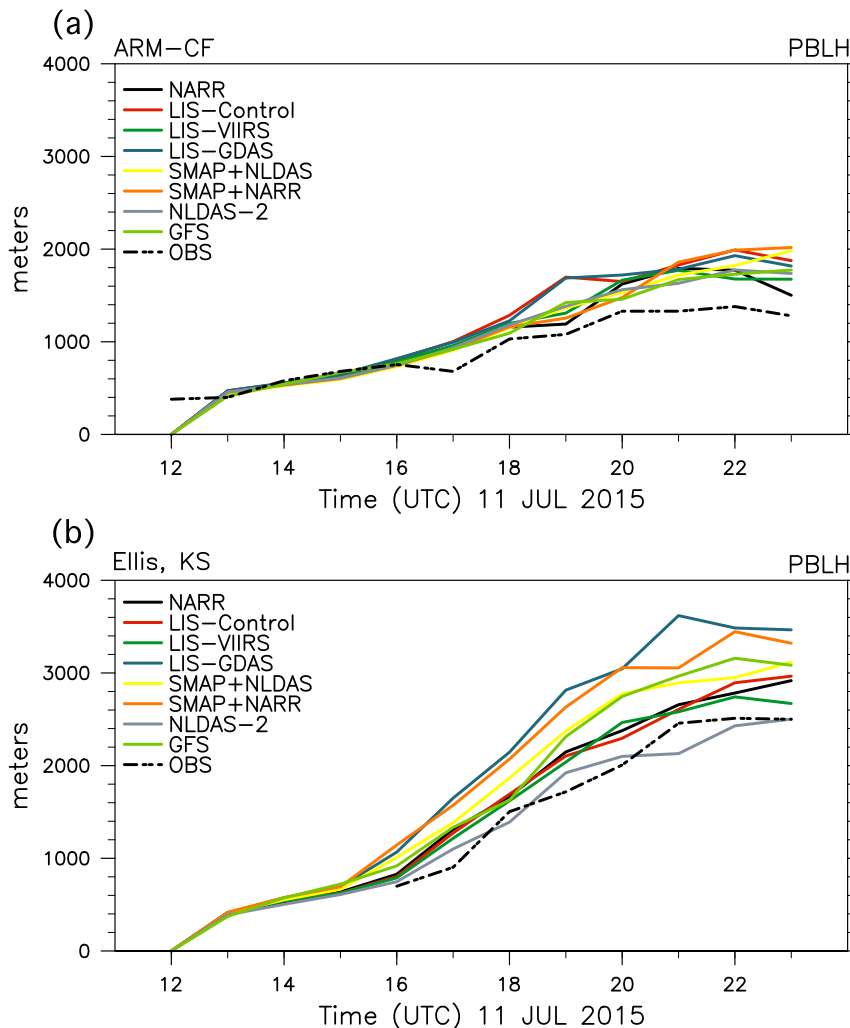 (a)
ARM-CF PBLH
4000
NARR
LIS-Control
LIS-VIIRS
3000
LIS-GDAS
SMAP+NLDAS
SMAP+NARR
NLDAS-2
GFS
2000
OBS
meters
1000
0
12 14 16 18 20 22
Time (UTC) 11 JUL 2015
(b)
Ellis, KS PBLH
4000
NARR
LIS-Control
LIS-VIIRS
3000
LIS-GDAS
SMAP+NLDAS
SMAP+NARR
NLDAS-2
GFS
2000
OBS
meters
1000
0
12 14 16 18 20 22
Time (UTC) 11 JUL 2015